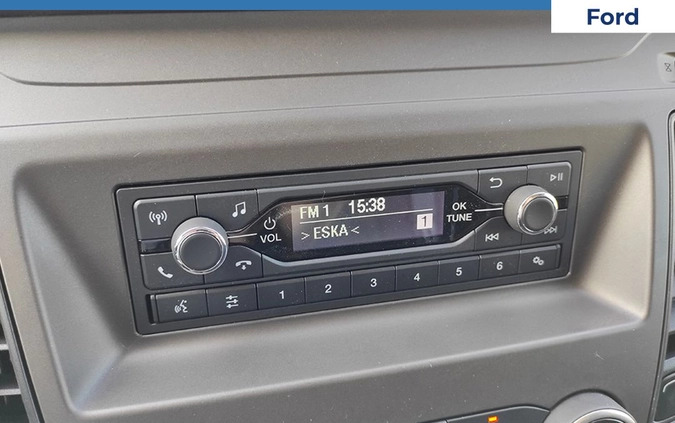 Ford
FM 1 15:38
> ESKA < 1
VOL
OK
TUNE
1 2 3 4 5 6